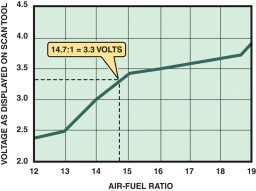 VOLTAGE AS DISPLAYED ON SCAN TOOL
4.5
4.0
3.5
3.0
2.5
2.0
14.7:1 = 3.3 VOLTS
12 13 14 15 16 17 18 19
AIR-FUEL RATIO